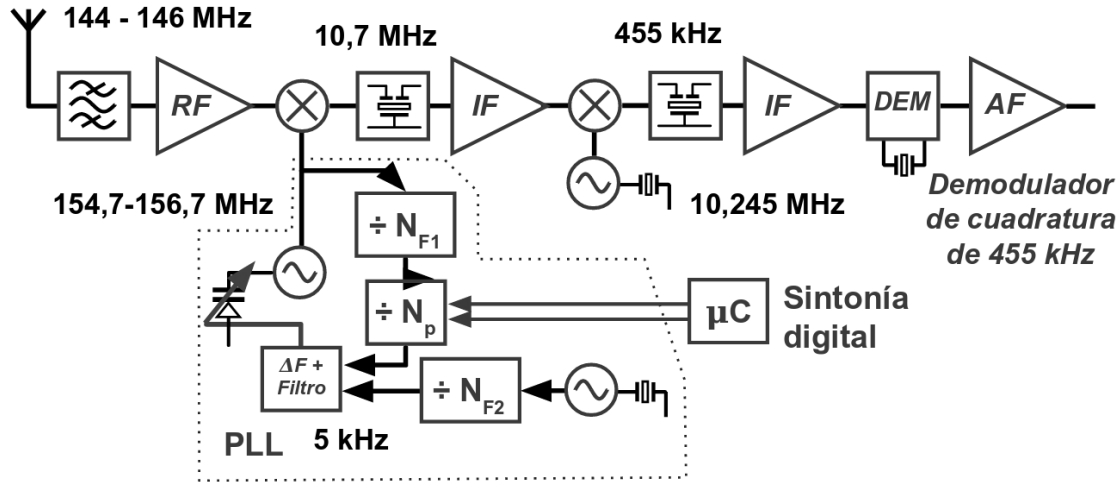 144 - 146 MHz
10,7 MHz
455 kHz
RF
IF
IF
DEM
AF
154,7-156,7 MHz
10,245 MHz
Demodulador
de cuadratura
de 455 kHz
÷ N_F1
÷ N_p
µC
Sintonía
digital
ΔF +
Filtro
÷ N_F2
PLL
5 kHz